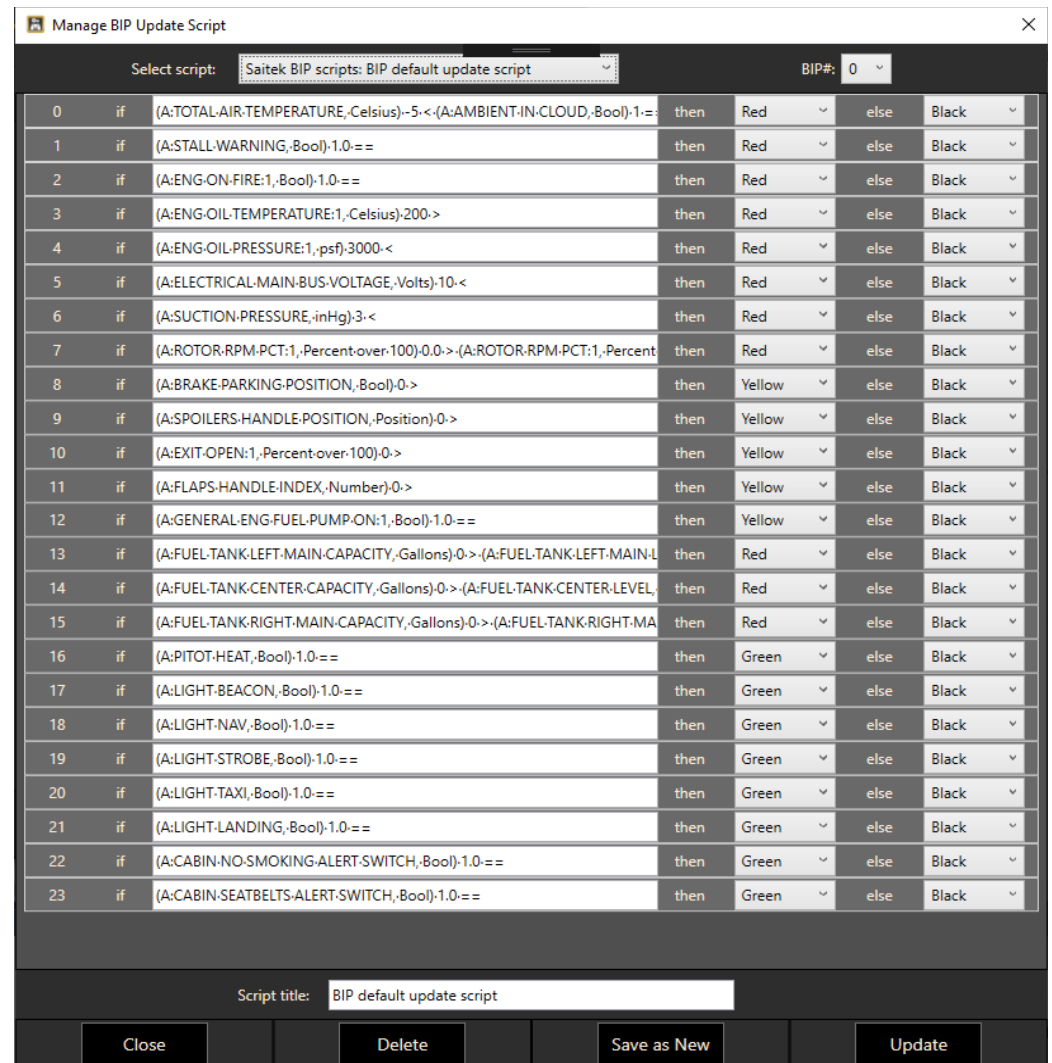 Manage BIP Update Script
Select script: Saitek BIP scripts: BIP default update script BIP#: 0
0 if (A:TOTAL·AIR·TEMPERATURE,·Celsius)·-5·<·(A:AMBIENT·IN·CLOUD,·Bool)·1·== then Red else Black
1 if (A:STALL·WARNING,·Bool)·1.0·== then Red else Black
2 if (A:ENG·ON·FIRE:1,·Bool)·1.0·== then Red else Black
3 if (A:ENG·OIL·TEMPERATURE:1,·Celsius)·200·> then Red else Black
4 if (A:ENG·OIL·PRESSURE:1,·psf)·3000·< then Red else Black
5 if (A:ELECTRICAL·MAIN·BUS·VOLTAGE,·Volts)·10·< then Red else Black
6 if (A:SUCTION·PRESSURE,·inHg)·3·< then Red else Black
7 if (A:ROTOR·RPM·PCT:1,·Percent·over·100)·0.0·>·(A:ROTOR·RPM·PCT:1,·Percent· then Red else Black
8 if (A:BRAKE·PARKING·POSITION,·Bool)·0·> then Yellow else Black
9 if (A:SPOILERS·HANDLE·POSITION,·Position)·0·> then Yellow else Black
10 if (A:EXIT·OPEN:1,·Percent·over·100)·0·> then Yellow else Black
11 if (A:FLAPS·HANDLE·INDEX,·Number)·0·> then Yellow else Black
12 if (A:GENERAL·ENG·FUEL·PUMP·ON:1,·Bool)·1.0·== then Yellow else Black
13 if (A:FUEL·TANK·LEFT·MAIN·CAPACITY,·Gallons)·0·>·(A:FUEL·TANK·LEFT·MAIN·L then Red else Black
14 if (A:FUEL·TANK·CENTER·CAPACITY,·Gallons)·0·>·(A:FUEL·TANK·CENTER·LEVEL,· then Red else Black
15 if (A:FUEL·TANK·RIGHT·MAIN·CAPACITY,·Gallons)·0·>·(A:FUEL·TANK·RIGHT·MA then Red else Black
16 if (A:PITOT·HEAT,·Bool)·1.0·== then Green else Black
17 if (A:LIGHT·BEACON,·Bool)·1.0·== then Green else Black
18 if (A:LIGHT·NAV,·Bool)·1.0·== then Green else Black
19 if (A:LIGHT·STROBE,·Bool)·1.0·== then Green else Black
20 if (A:LIGHT·TAXI,·Bool)·1.0·== then Green else Black
21 if (A:LIGHT·LANDING,·Bool)·1.0·== then Green else Black
22 if (A:CABIN·NO·SMOKING·ALERT·SWITCH,·Bool)·1.0·== then Green else Black
23 if (A:CABIN·SEATBELTS·ALERT·SWITCH,·Bool)·1.0·== then Green else Black
Script title: BIP default update script
Close Delete Save as New Update